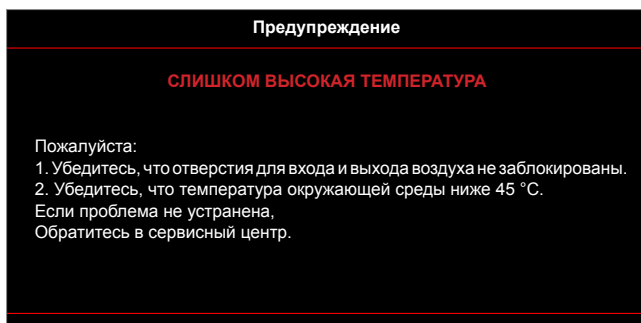 Предупреждение
СЛИШКОМ ВЫСОКАЯ ТЕМПЕРАТУРА
Пожалуйста:
1. Убедитесь, что отверстия для входа и выхода воздуха не заблокированы.
2. Убедитесь, что температура окружающей среды ниже 45 °C.
Если проблема не устранена,
Обратитесь в сервисный центр.